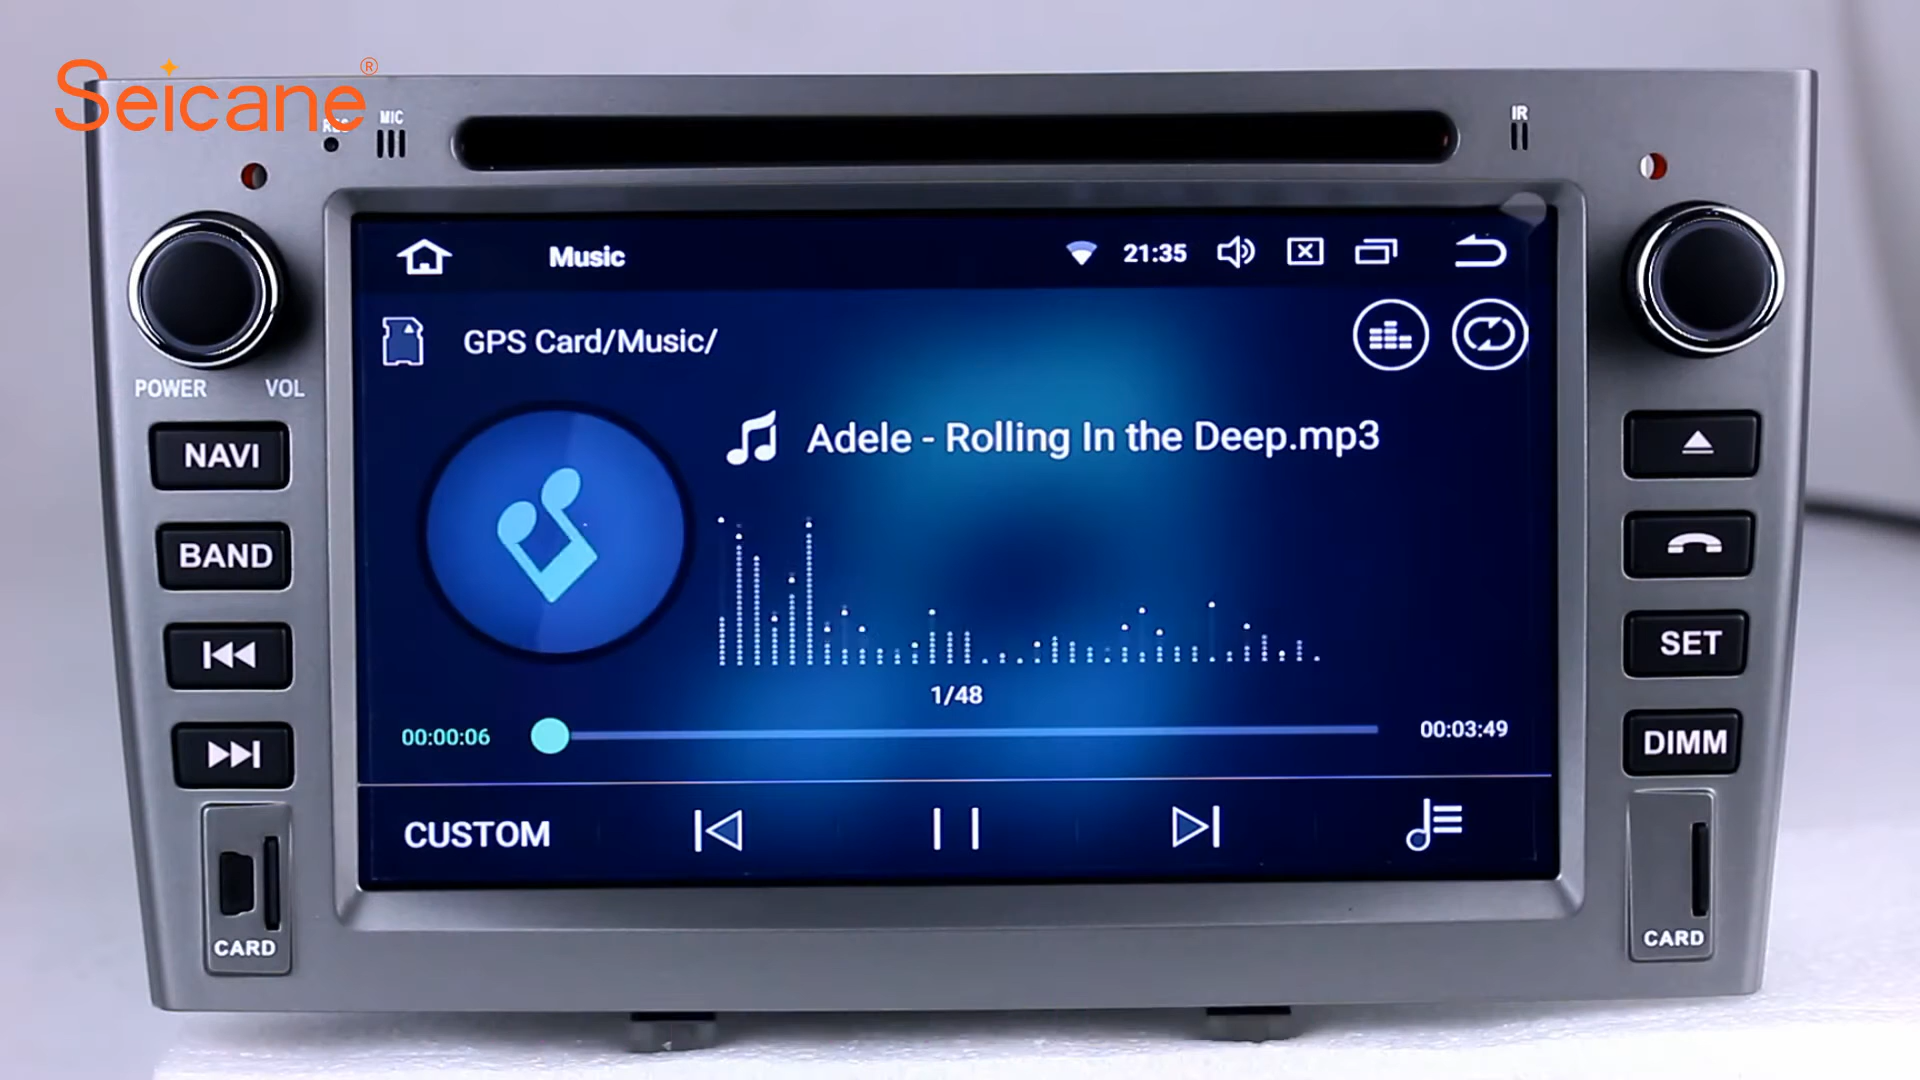 Seicane®
RES
MIC
IR
Music
21:35
GPS Card/Music/
Adele - Rolling In the Deep.mp3
POWER
VOL
NAVI
BAND
SET
DIMM
1/48
00:00:06
00:03:49
CUSTOM
CARD
CARD